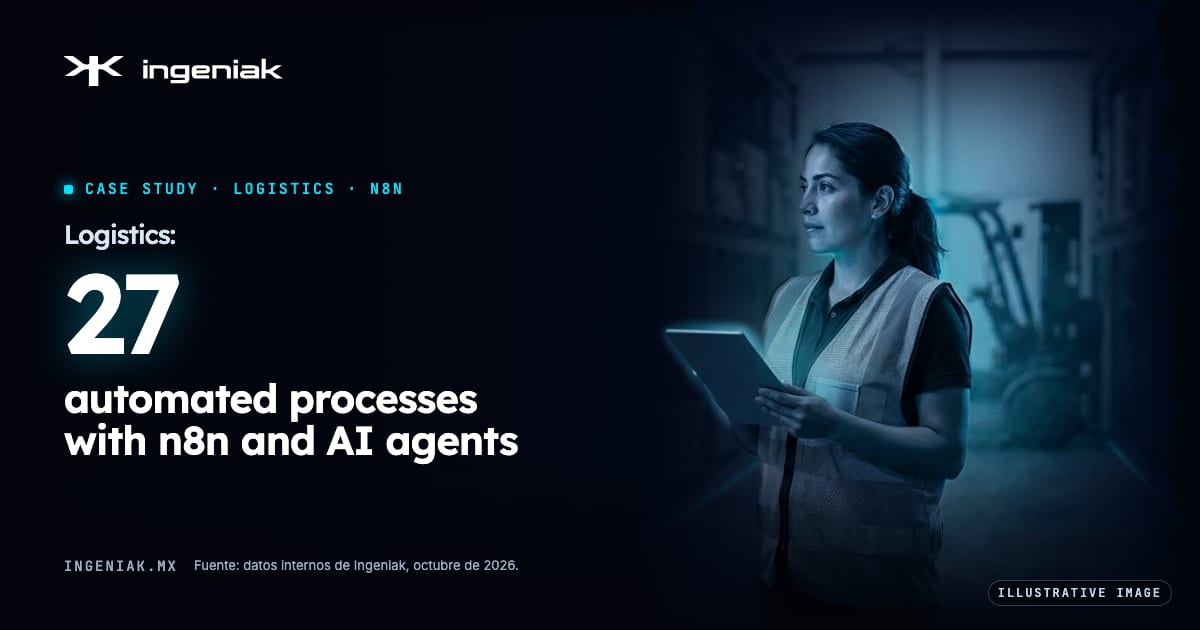 ingeniak
CASE STUDY · LOGISTICS · N8N
Logistics:
27
automated processes
with n8n and AI agents
INGENIAK.MX Fuente: datos internos de Ingeniak, octubre de 2026.
ILLUSTRATIVE IMAGE